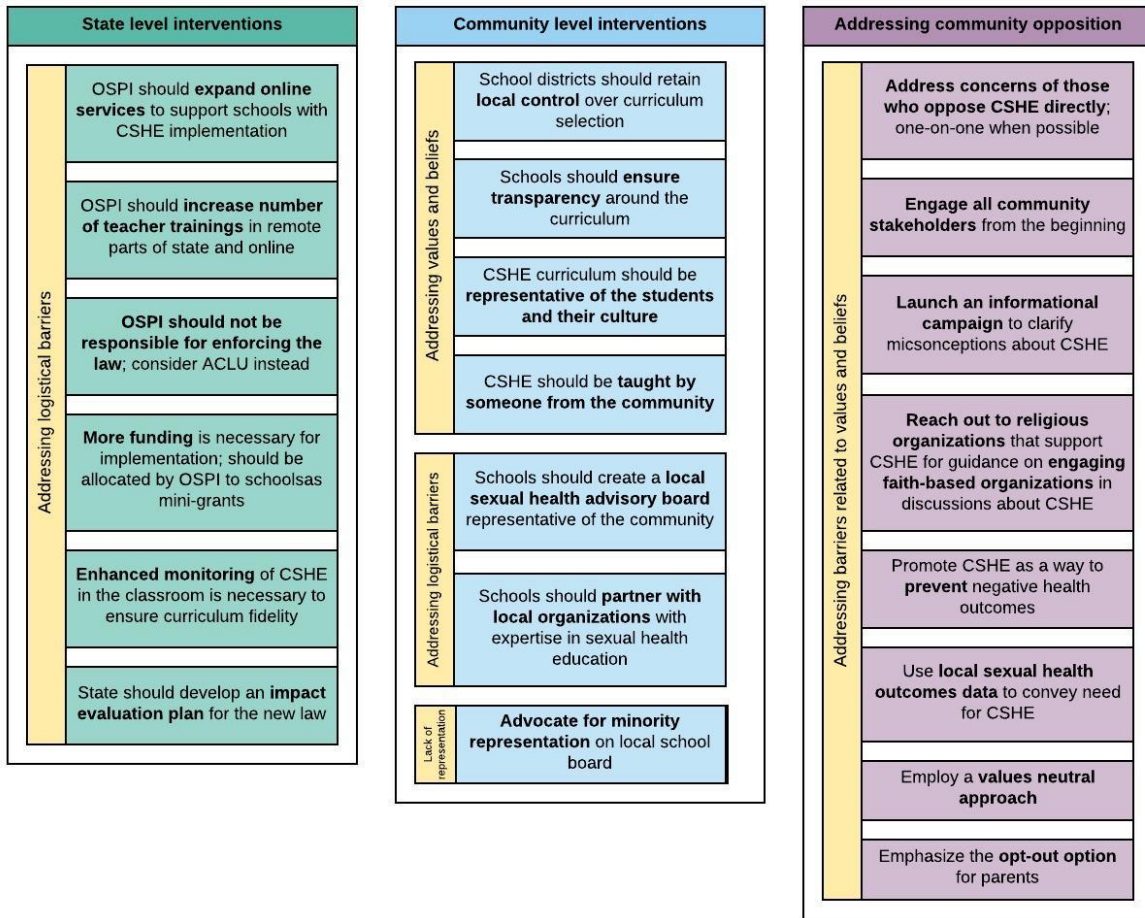 State level interventions
Addressing logistical barriers
OSPI should expand online
services to support schools with
CSHE implementation
OSPI should increase number
of teacher trainings in remote
parts of state and online
OSPI should not be
responsible for enforcing the
law; consider ACLU instead
More funding is necessary for
implementation; should be
allocated by OSPI to schoolsas
mini-grants
Enhanced monitoring of CSHE
in the classroom is necessary to
ensure curriculum fidelity
State should develop an impact
evaluation plan for the new law
Community level interventions
Addressing values and beliefs
School districts should retain
local control over curriculum
selection
Schools should ensure
transparency around the
curriculum
CSHE curriculum should be
representative of the students
and their culture
CSHE should be taught by
someone from the community
Addressing logistical barriers
Schools should create a local
sexual health advisory board
representative of the community
Schools should partner with
local organizations with
expertise in sexual health
education
Lack of
representation
Advocate for minority
representation on local school
board
Addressing community opposition
Addressing barriers related to values and beliefs
Address concerns of those
who oppose CSHE directly;
one-on-one when possible
Engage all community
stakeholders from the beginning
Launch an informational
campaign to clarify
micsonceptions about CSHE
Reach out to religious
organizations that support
CSHE for guidance on engaging
faith-based organizations in
discussions about CSHE
Promote CSHE as a way to
prevent negative health
outcomes
Use local sexual health
outcomes data to convey need
for CSHE
Employ a values neutral
approach
Emphasize the opt-out option
for parents